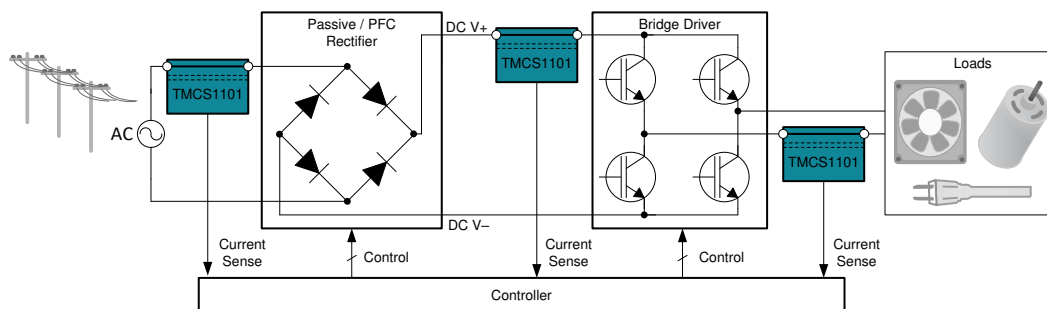 Passive / PFC
Rectifier
DC V+
Bridge Driver
Loads
TMCS1101
TMCS1101
AC
TMCS1101
DC V–
Current
Sense
Control
Current
Sense
Control
Current
Sense
Controller